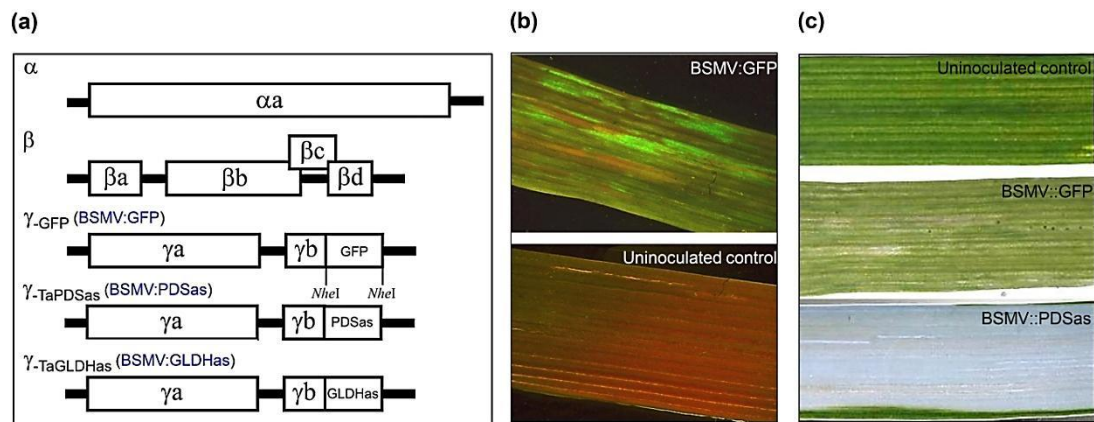 (a)
α
αa
β
βa
βb
βc
βd
γ-GFP (BSMV:GFP)
γa
γb
GFP
NheI
NheI
γ-TaPDSas (BSMV:PDSas)
γa
γb
PDSas
γ-TaGLDHas (BSMV:GLDHas)
γa
γb
GLDHas
(b)
BSMV:GFP
Uninoculated control
(c)
Uninoculated control
BSMV::GFP
BSMV::PDSas